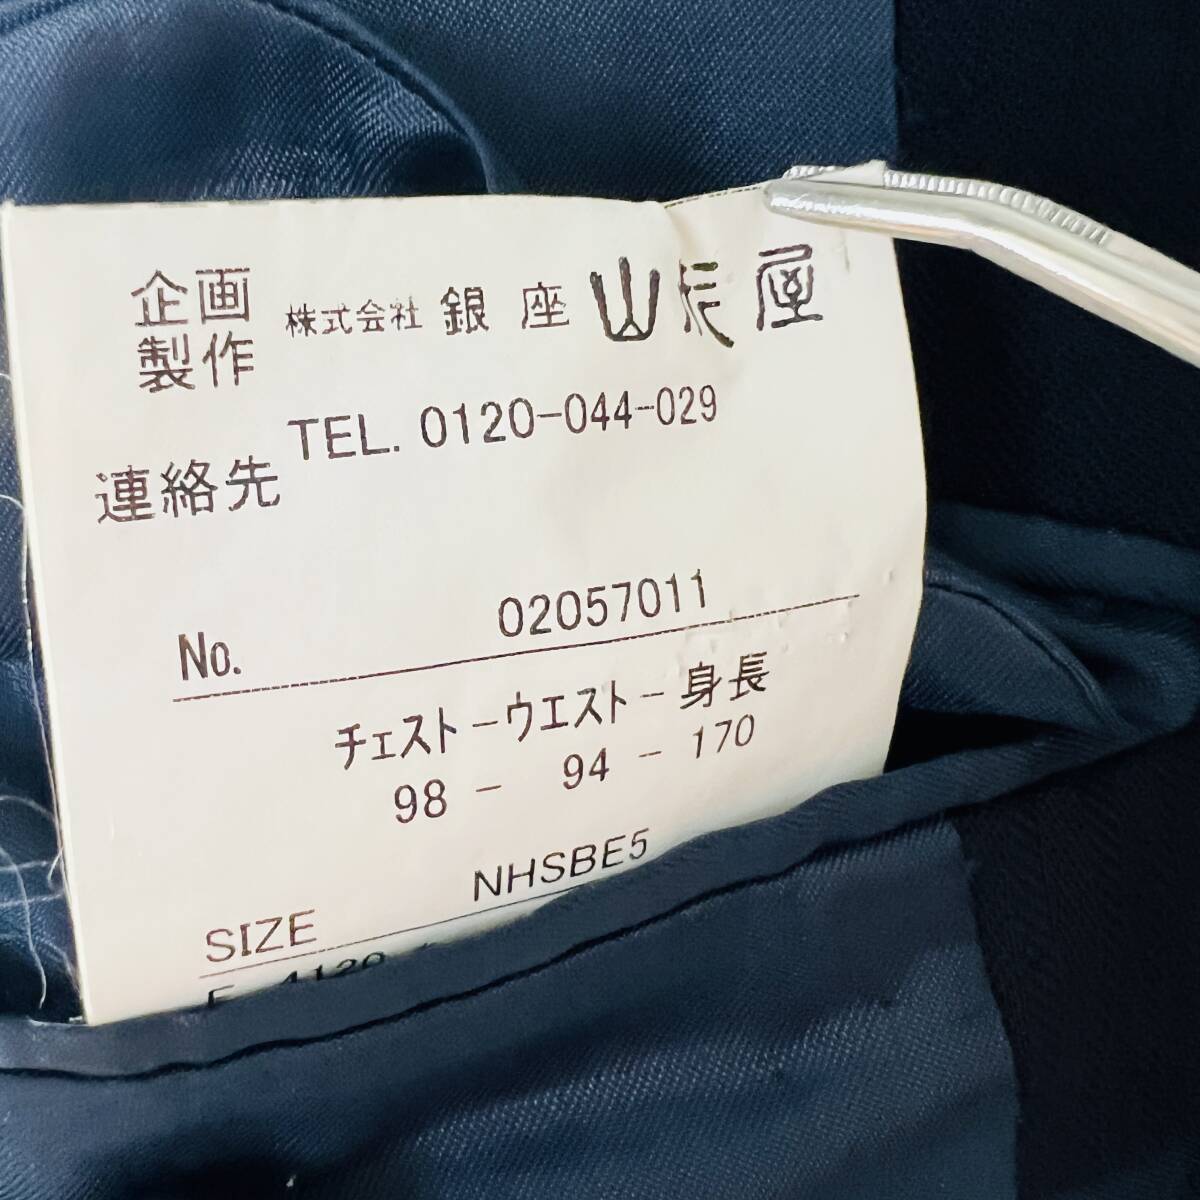 企画 株式会社 銀座 山形屋
製作
連絡先 TEL. 0120-044-029
No. 02057011
チェスト－ウエスト－身長
98 - 94 - 170
SIZE NHSBE5